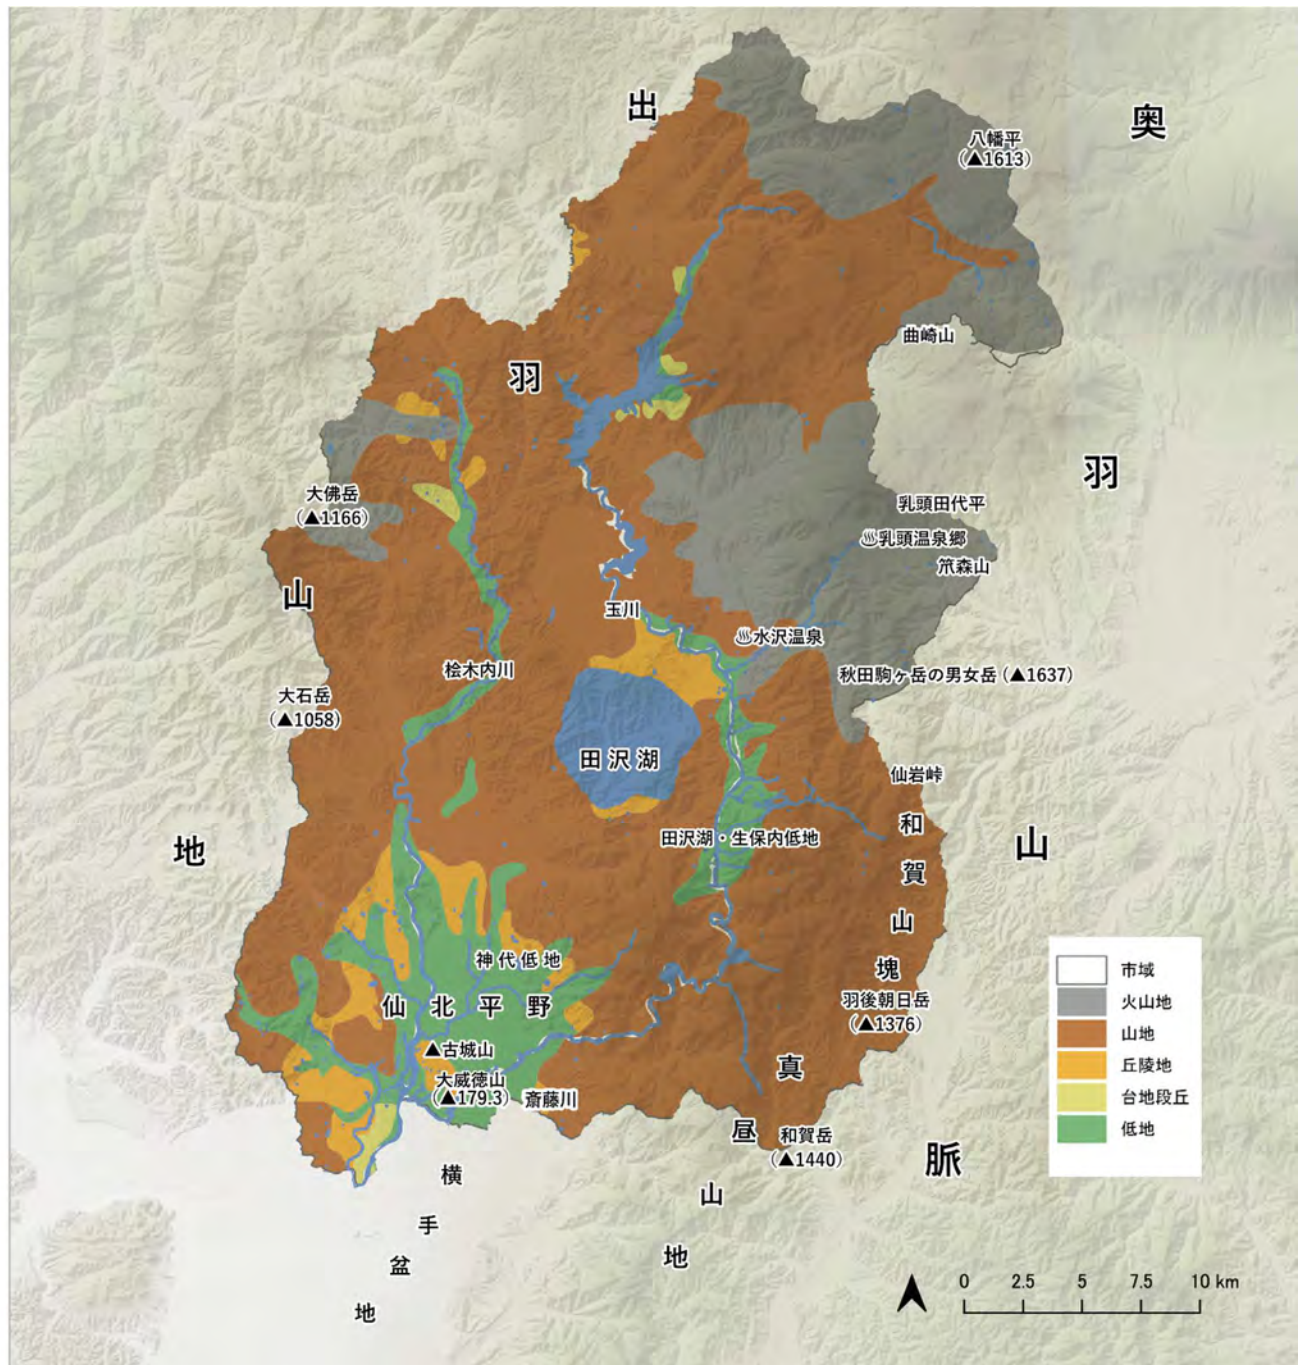 出
奥
八幡平
(▲1613)
曲崎山
羽
羽
大佛岳
(▲1166)
乳頭田代平
♨乳頭温泉郷
笊森山
山
玉川
♨水沢温泉
桧木内川
秋田駒ヶ岳の男女岳(▲1637)
大石岳
(▲1058)
田沢湖
仙岩峠
地
田沢湖・生保内低地
山
和賀山塊
神代低地
仙北平野
羽後朝日岳
(▲1376)
▲古城山
大威徳山
(▲179.3)
斎藤川
真昼山地
和賀岳
(▲1440)
脈
横手盆地
市域
火山地
山地
丘陵地
台地段丘
低地
0 2.5 5 7.5 10 km